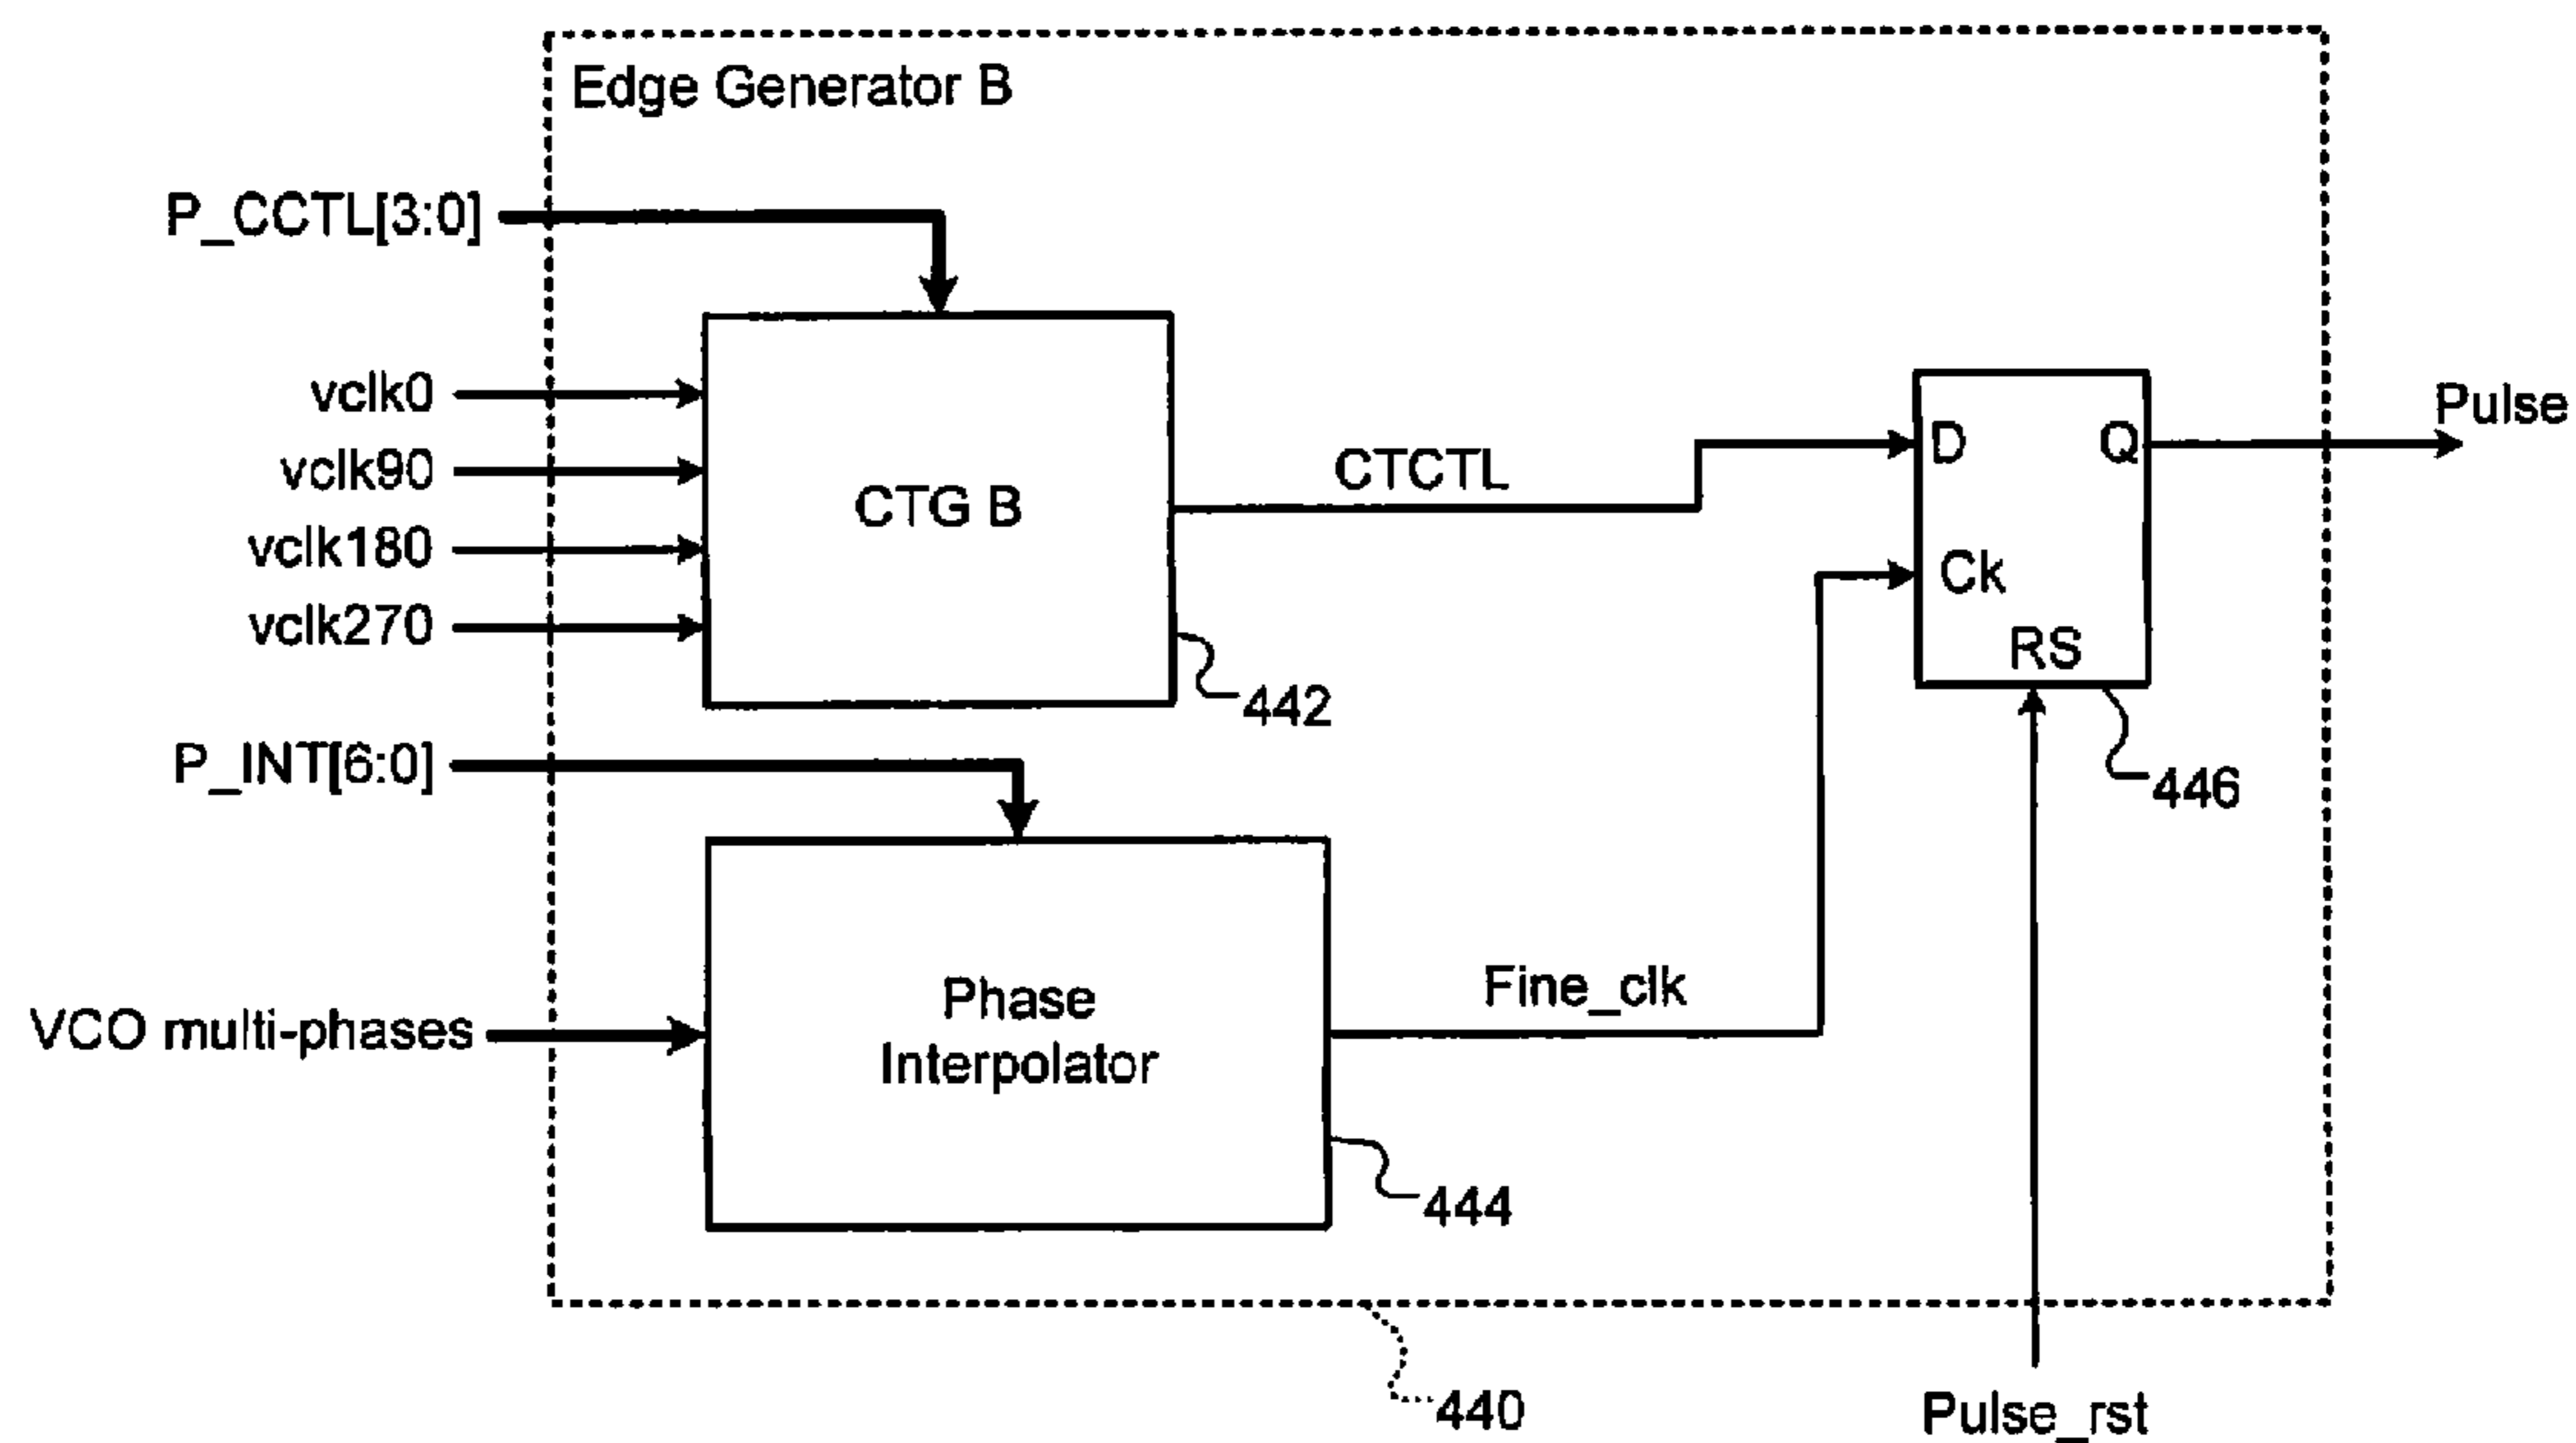 Edge Generator B
P_CCTL[3:0]
vclk0
vclk90
vclk180
vclk270
CTG B
442
CTCTL
D
Q
Ck
RS
446
Pulse
P_INT[6:0]
VCO multi-phases
Phase
Interpolator
444
Fine_clk
440
Pulse_rst